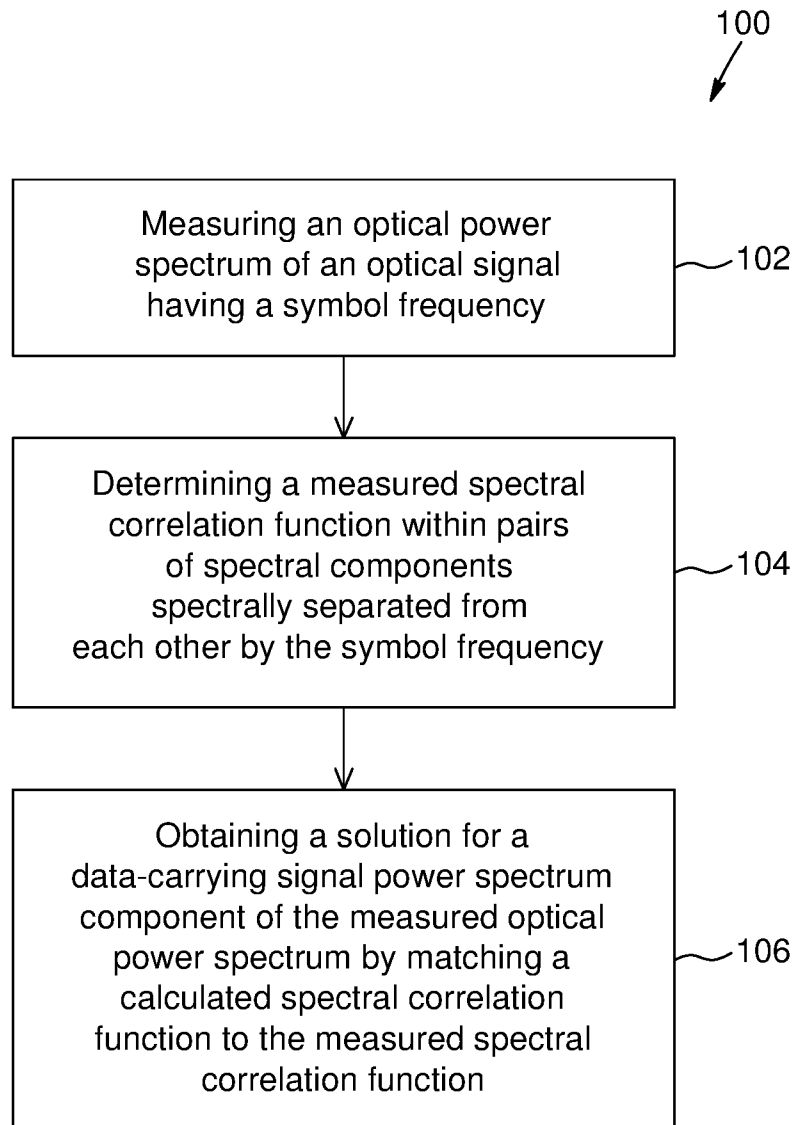 100
Measuring an optical power
spectrum of an optical signal
having a symbol frequency
102
Determining a measured spectral
correlation function within pairs
of spectral components
spectrally separated from
each other by the symbol frequency
104
Obtaining a solution for a
data-carrying signal power spectrum
component of the measured optical
power spectrum by matching a
calculated spectral correlation
function to the measured spectral
correlation function
106